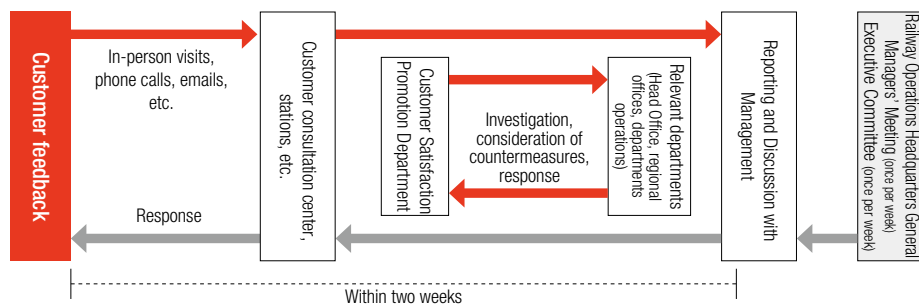 Customer feedback
In-person visits,
phone calls, emails,
etc.
Response
Customer consultation center,
stations, etc.
Customer Satisfaction
Promotion Department
Investigation,
consideration of
countermeasures,
response
Relevant departments
(Head Office, regional
offices, departments
operations)
Reporting and Discussion with
Management
Railway Operations Headquarters General
Managers' Meeting (once per week)
Executive Committee (once per week)
Within two weeks